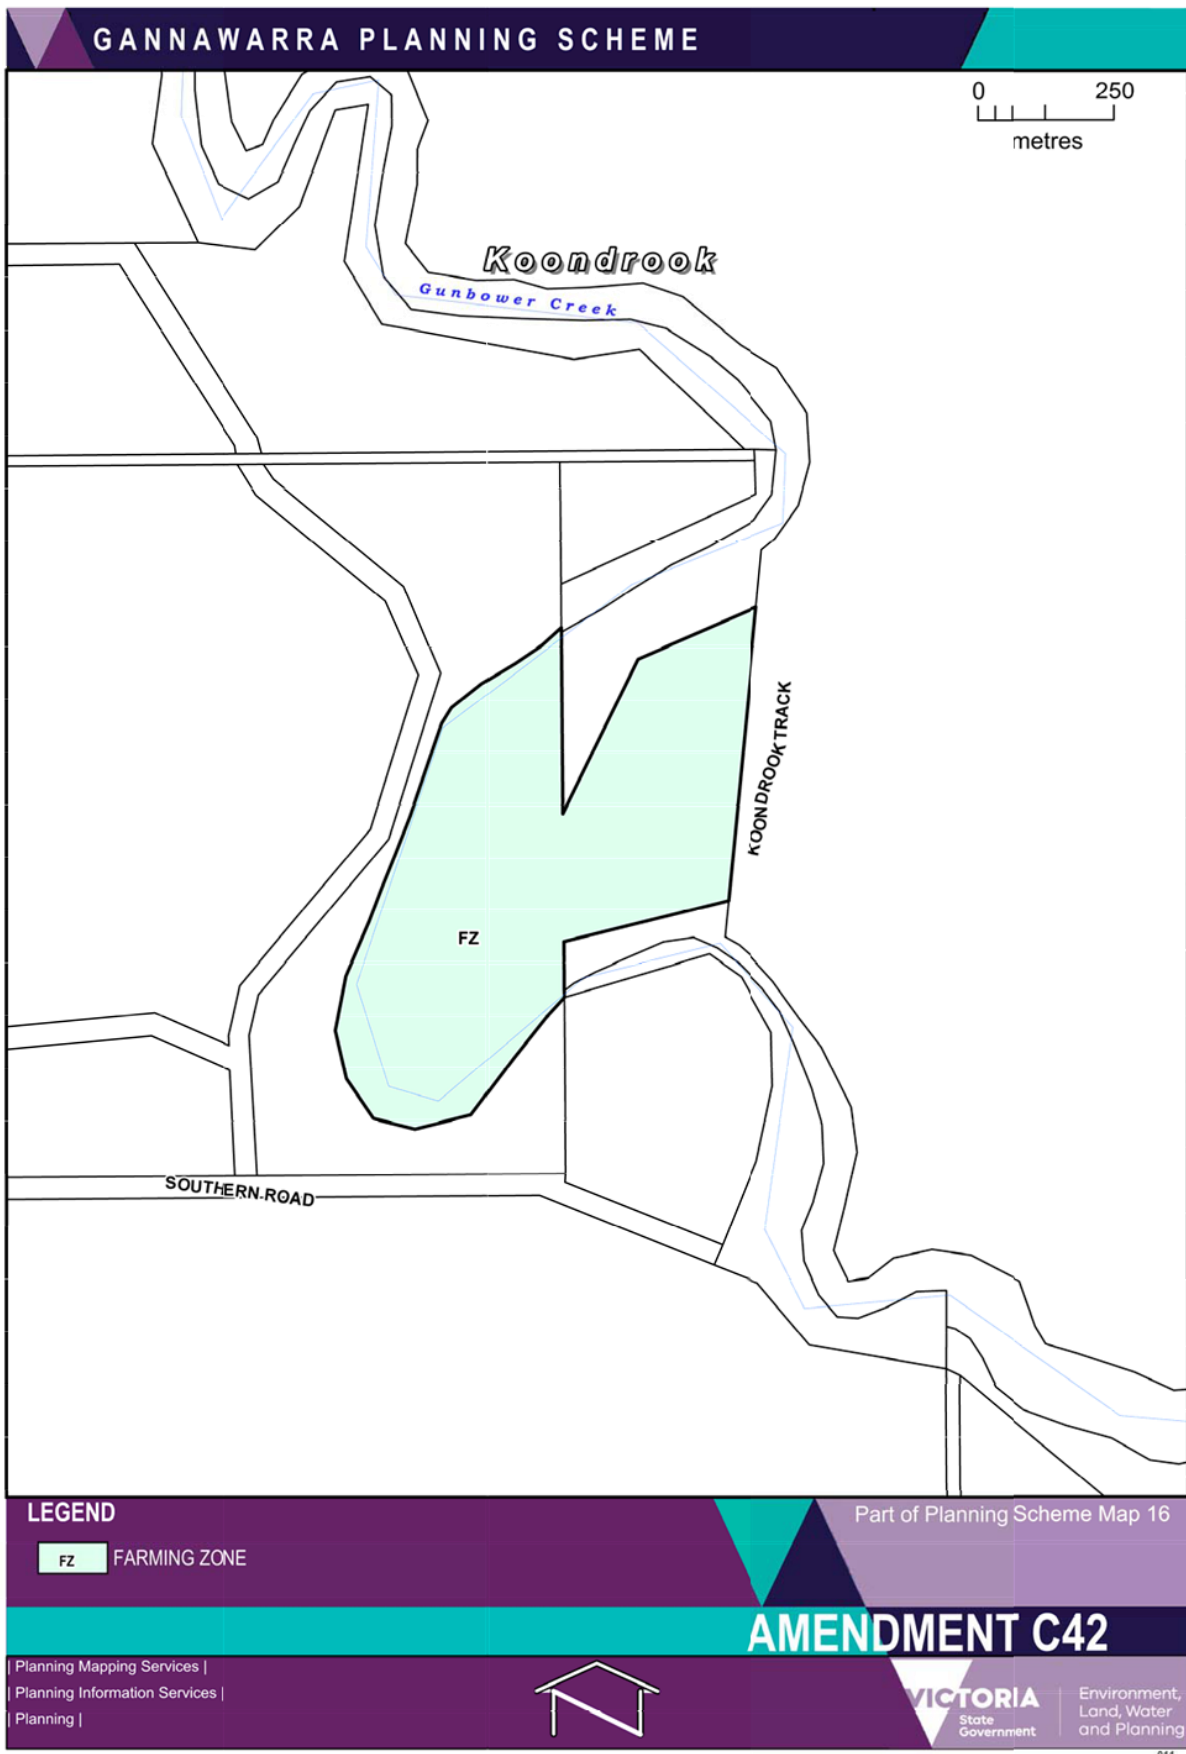 GANNAWARRA PLANNING SCHEME
0 250
metres
Koondrook
Gunbower Creek
KOONDROOK TRACK
FZ
SOUTHERN ROAD
LEGEND
Part of Planning Scheme Map 16
FZ FARMING ZONE
AMENDMENT C42
| Planning Mapping Services |
| Planning Information Services |
| Planning |
N
VICTORIA
State
Government
Environment,
Land, Water
and Planning